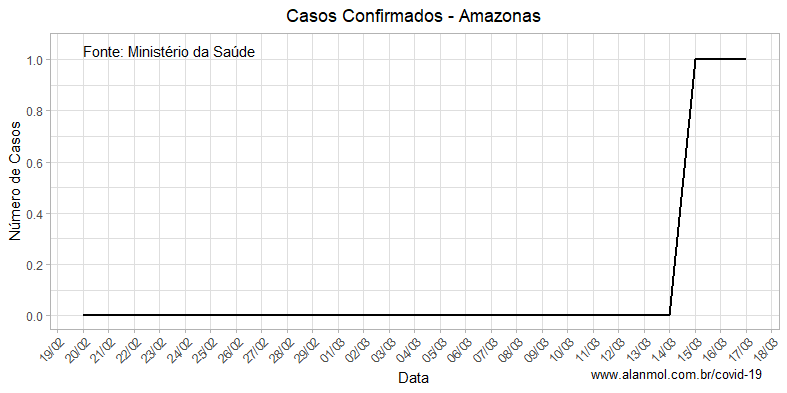 Casos Confirmados - Amazonas
Fonte: Ministério da Saúde
Número de Casos
1.0
0.8
0.6
0.4
0.2
0.0
19/02 20/02 21/02 22/02 23/02 24/02 25/02 26/02 27/02 28/02 29/02 01/03 02/03 03/03 04/03 05/03 06/03 07/03 08/03 09/03 10/03 11/03 12/03 13/03 14/03 15/03 16/03 17/03 18/03
Data
www.alanmol.com.br/covid-19